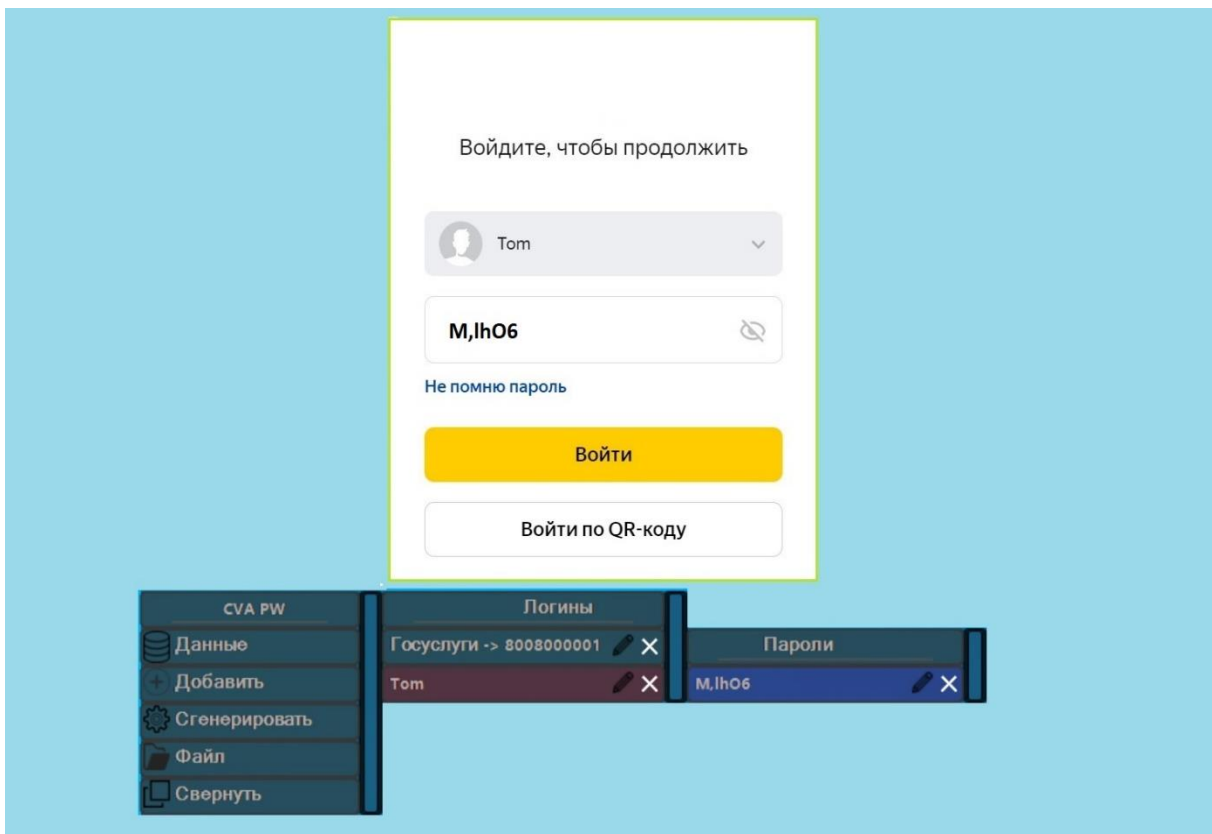 Войдите, чтобы продолжить
Tom
M,lhO6
Не помню пароль
Войти
Войти по QR-коду
CVA PW
Данные
Добавить
Сгенерировать
Файл
Свернуть
Логины
Госуслуги -> 8008000001
Tom
Пароли
M,lhO6